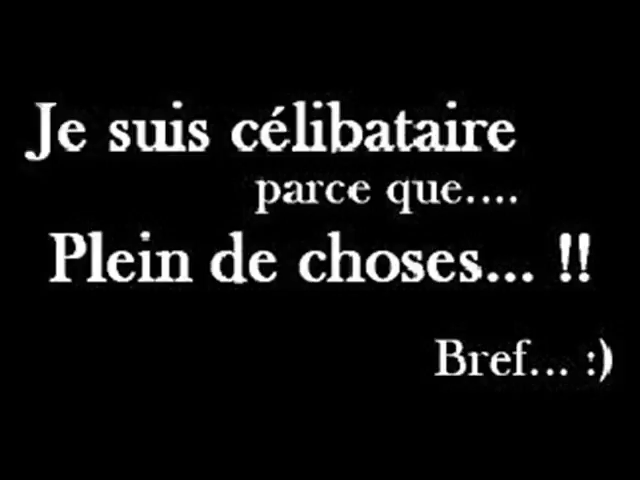 Je suis célibataire
parce que....
Plein de choses... !!
Bref... :)